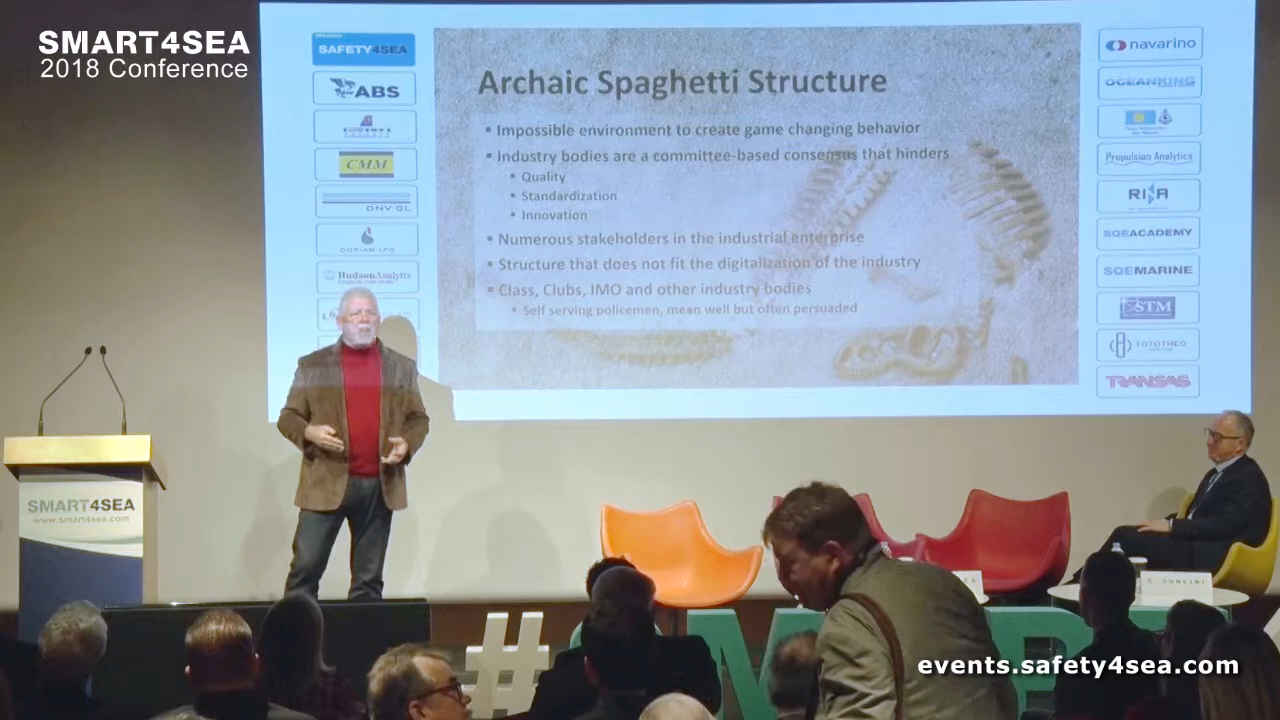 SMART4SEA
2018 Conference
SAFETY4SEA
ABS
CMM
DNV·GL
DORIAN LPG
HudsonAnalytix
Archaic Spaghetti Structure
▪ Impossible environment to create game changing behavior
▪ Industry bodies are a committee-based consensus that hinders
▪ Quality
▪ Standardization
▪ Innovation
▪ Numerous stakeholders in the industrial enterprise
▪ Structure that does not fit the digitalization of the industry
▪ Class, Clubs, IMO and other industry bodies
▪ Self serving policemen, mean well but often persuaded
navarino
OCEANKING
Propulsion Analytics
RINA
SQEACADEMY
SQEMARINE
STM
TOTOTHEO
TRANSAS
SMART4SEA
www.smart4sea.com
#
events.safety4sea.com